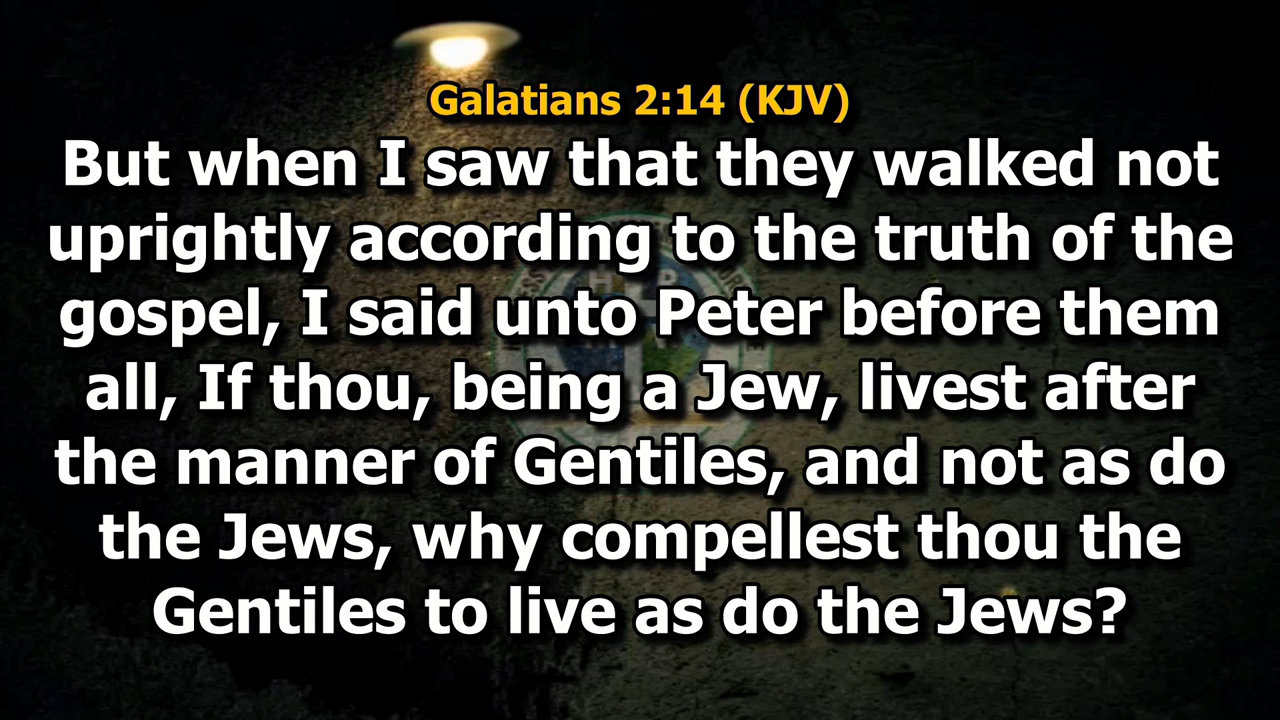 Galatians 2:14 (KJV)
But when I saw that they walked not
uprightly according to the truth of the
gospel, I said unto Peter before them
all, If thou, being a Jew, livest after
the manner of Gentiles, and not as do
the Jews, why compellest thou the
Gentiles to live as do the Jews?